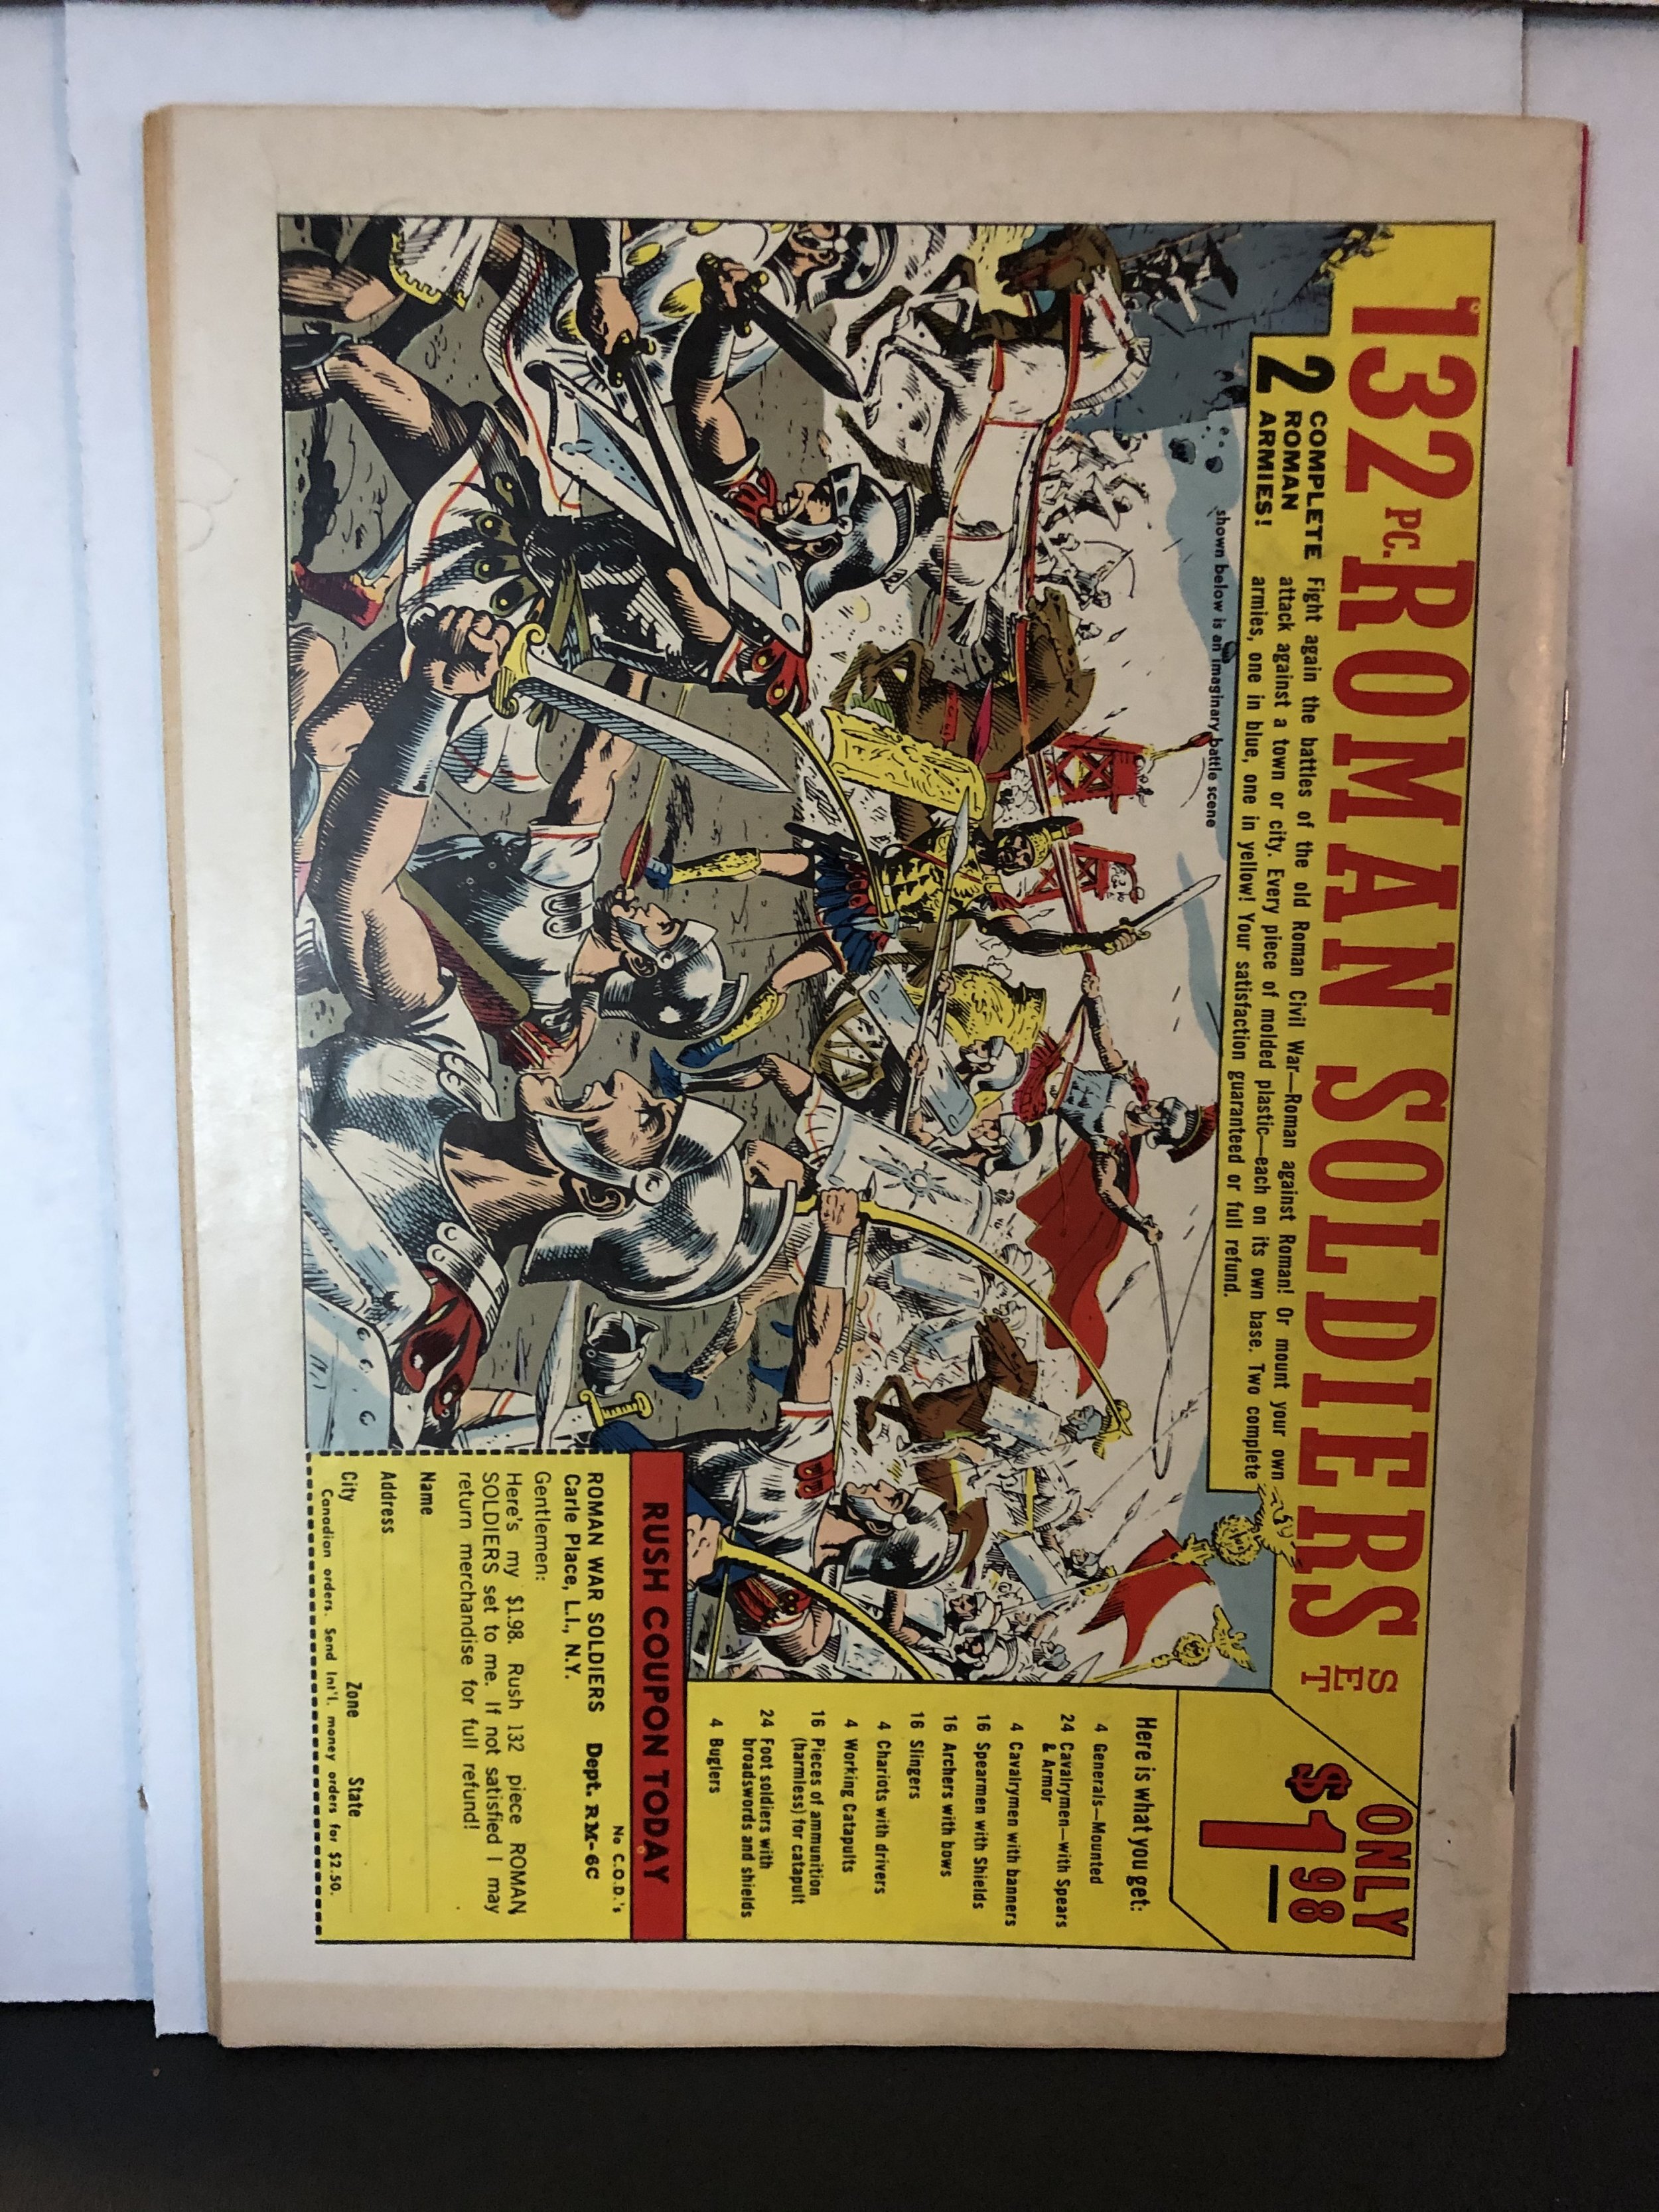 132 PC. ROMAN SOLDIERS SET
ONLY
$1.98
2 COMPLETE
ROMAN
ARMIES!
Fight again the battles of the old Roman Civil War—Roman against Roman! Or mount your own
attack against a town or city. Every piece of molded plastic—each on its own base. Two complete
armies, one in blue, one in yellow! Your satisfaction guaranteed or full refund.
shown below is an imaginary battle scene
Here is what you get:
4 Generals—Mounted
24 Cavalrymen—with Spears
& Armor
4 Cavalrymen with banners
16 Spearmen with Shields
16 Archers with bows
16 Slingers
4 Chariots with drivers
4 Working Catapults
16 Pieces of ammunition
(harmless) for catapult
24 Foot soldiers with
broadswords and shields
4 Buglers
RUSH COUPON TODAY
No C.O.D.'s
ROMAN WAR SOLDIERS Dept. RM-6C
Carle Place, L.I., N.Y.
Gentlemen:
Here's my $1.98. Rush 132 piece ROMAN
SOLDIERS set to me. If not satisfied I may
return merchandise for full refund!
Name
Address
City Zone State
Canadian orders. Send Int'l. money orders for $2.50.